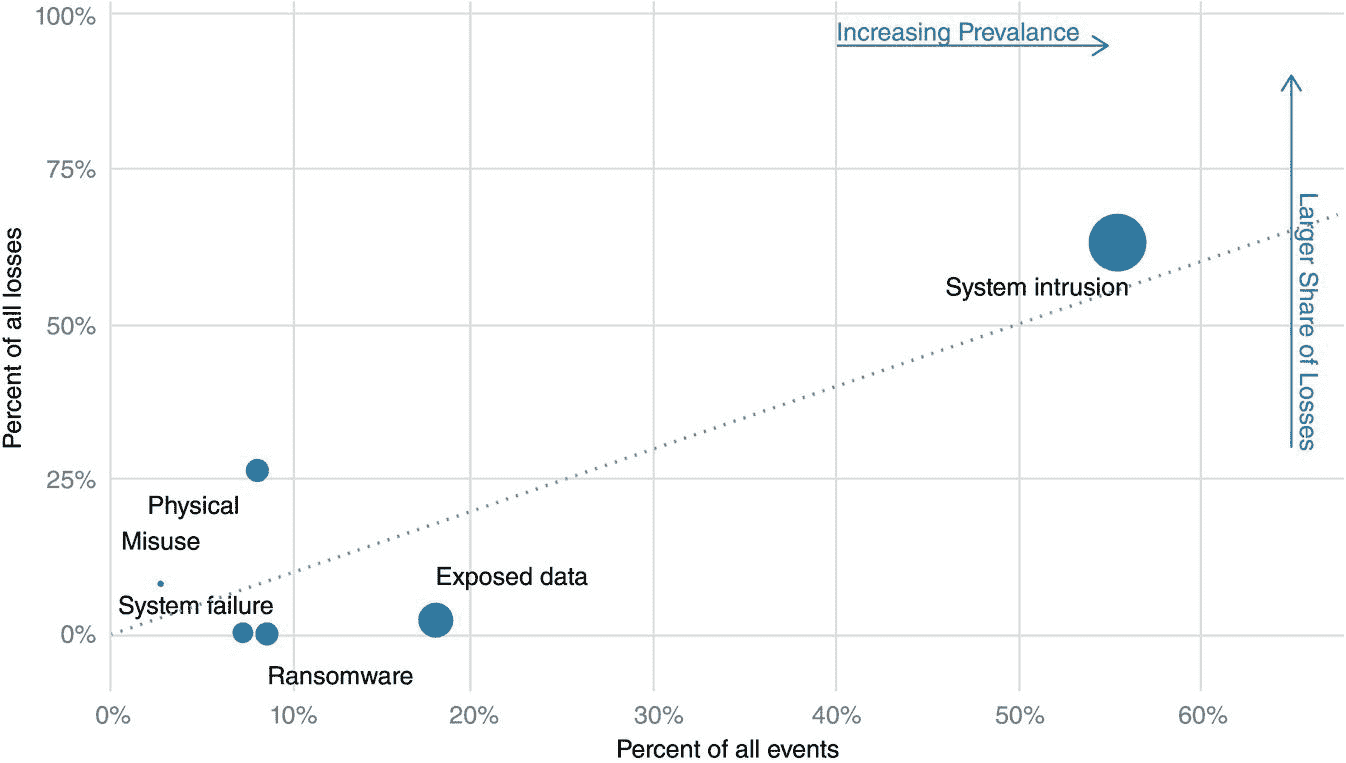 100%
Increasing Prevalance
75%
Larger Share of Losses
Percent of all losses
System intrusion
50%
25%
Physical
Misuse
Exposed data
System failure
0%
Ransomware
0% 10% 20% 30% 40% 50% 60%
Percent of all events